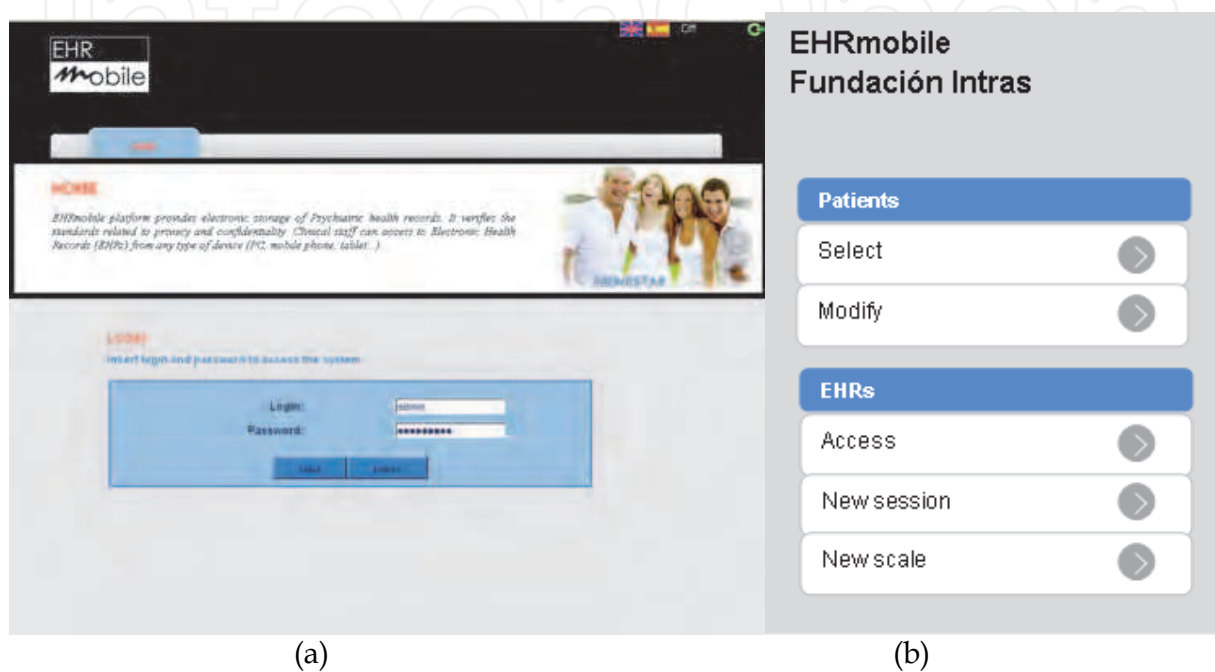 EHR
mobile
Off
HOME
EHRmobile platform provides electronic storage of Psychiatric health records. It verifies the
standards related to privacy and confidentiality. Clinical staff can access to Electronic Health
Records (EHRs) from any type of device (PC, mobile phone, tablet...)
BIENESTAR
LOGIN
Insert login and password to access the system
Login:
Password:
(a)
EHRmobile
Fundación Intras
Patients
Select
Modify
EHRs
Access
New session
New scale
(b)